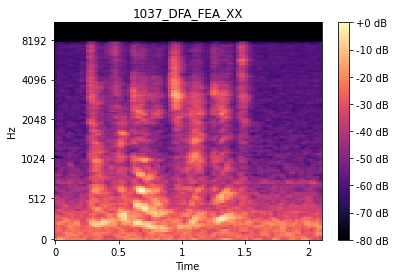 1037_DFA_FEA_XX
8192
4096
2048
1024
512
0
Hz
0
0.5
1
1.5
2
Time
+0 dB
-10 dB
-20 dB
-30 dB
-40 dB
-50 dB
-60 dB
-70 dB
-80 dB